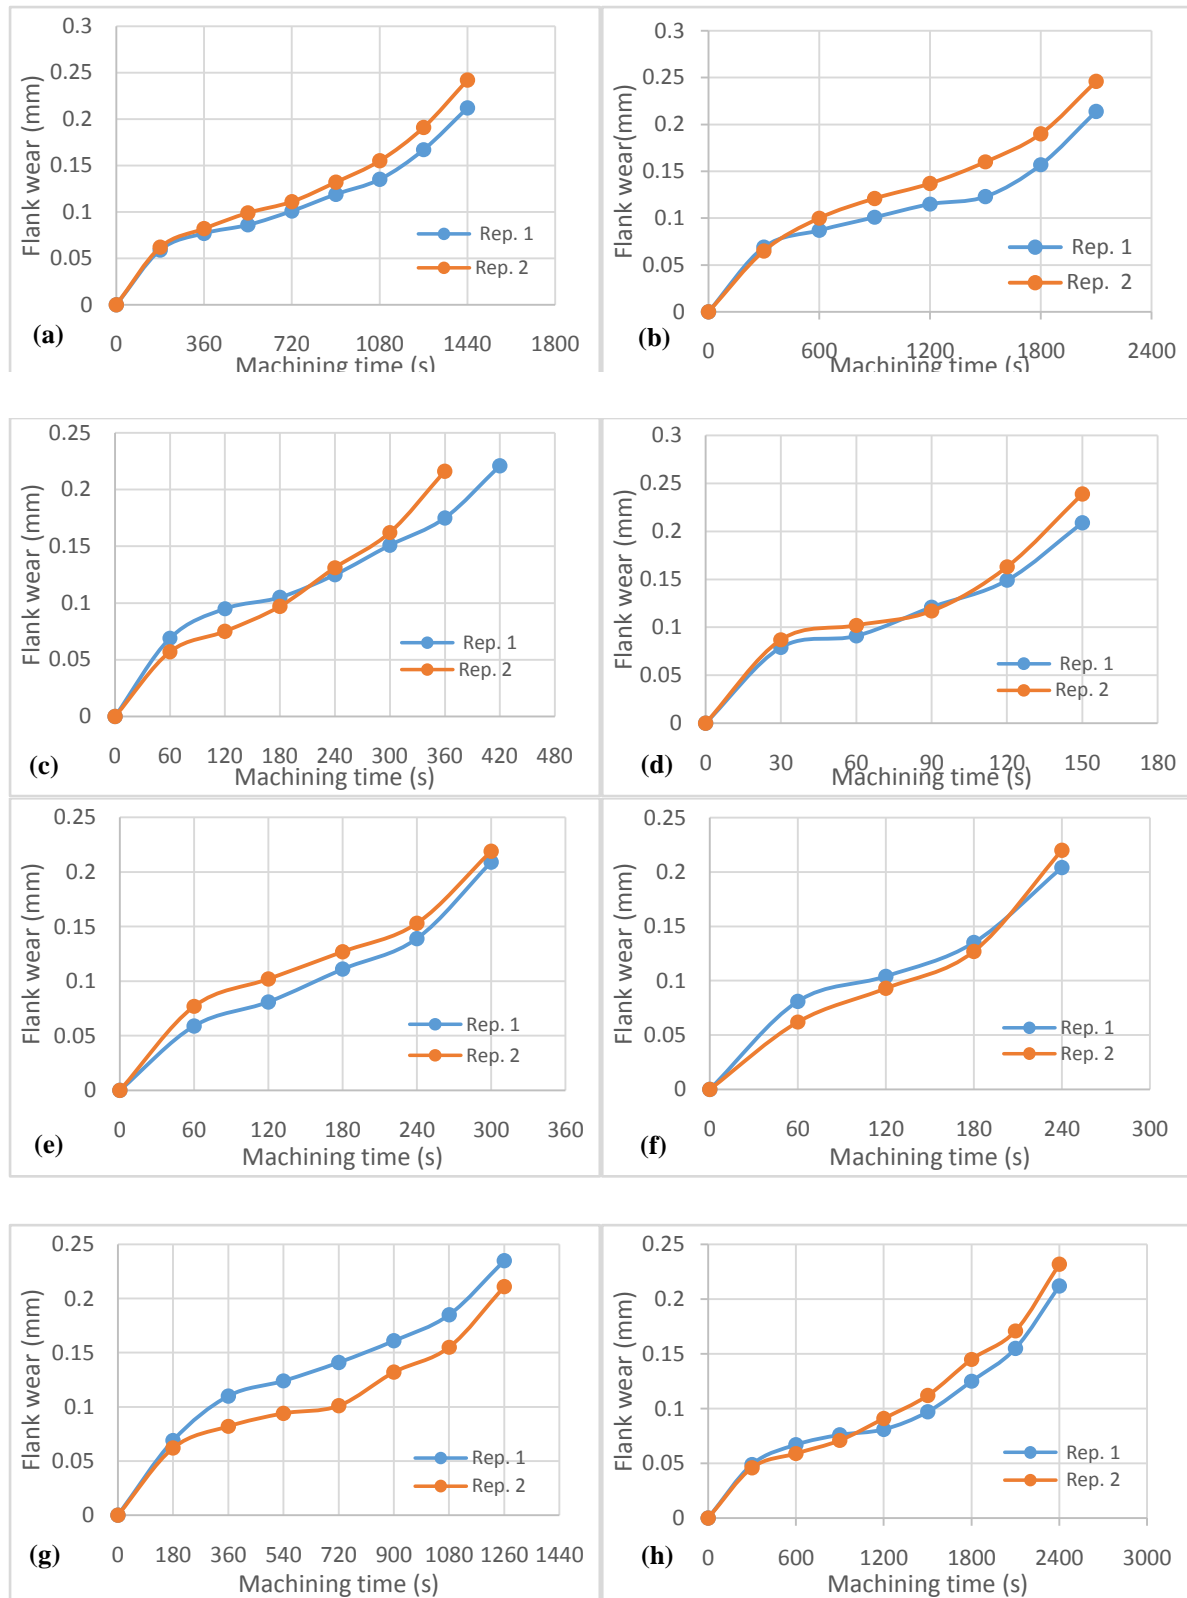 0.3
0.25
0.2
0.15
0.1
0.05
0
Flank wear (mm)
Rep. 1
Rep. 2
0 360 720 1080 1440 1800
Machining time (s)
(a)
0.3
0.25
0.2
0.15
0.1
0.05
0
Flank wear(mm)
Rep. 1
Rep. 2
0 600 1200 1800 2400
Machining time (s)
(b)
0.25
0.2
0.15
0.1
0.05
0
Flank wear (mm)
Rep. 1
Rep. 2
0 60 120 180 240 300 360 420 480
Machining time (s)
(c)
0.3
0.25
0.2
0.15
0.1
0.05
0
Flank wear (mm)
Rep. 1
Rep. 2
0 30 60 90 120 150 180
Machining time (s)
(d)
0.25
0.2
0.15
0.1
0.05
0
Flank wear (mm)
Rep. 1
Rep. 2
0 60 120 180 240 300 360
Machining time (s)
(e)
0.25
0.2
0.15
0.1
0.05
0
Flank wear (mm)
Rep. 1
Rep. 2
0 60 120 180 240 300
Machining time (s)
(f)
0.25
0.2
0.15
0.1
0.05
0
Flank wear (mm)
Rep. 1
Rep. 2
0 180 360 540 720 900 1080 1260 1440
Machining time (s)
(g)
0.25
0.2
0.15
0.1
0.05
0
Flank wear (mm)
Rep. 1
Rep. 2
0 600 1200 1800 2400 3000
Machining time (s)
(h)